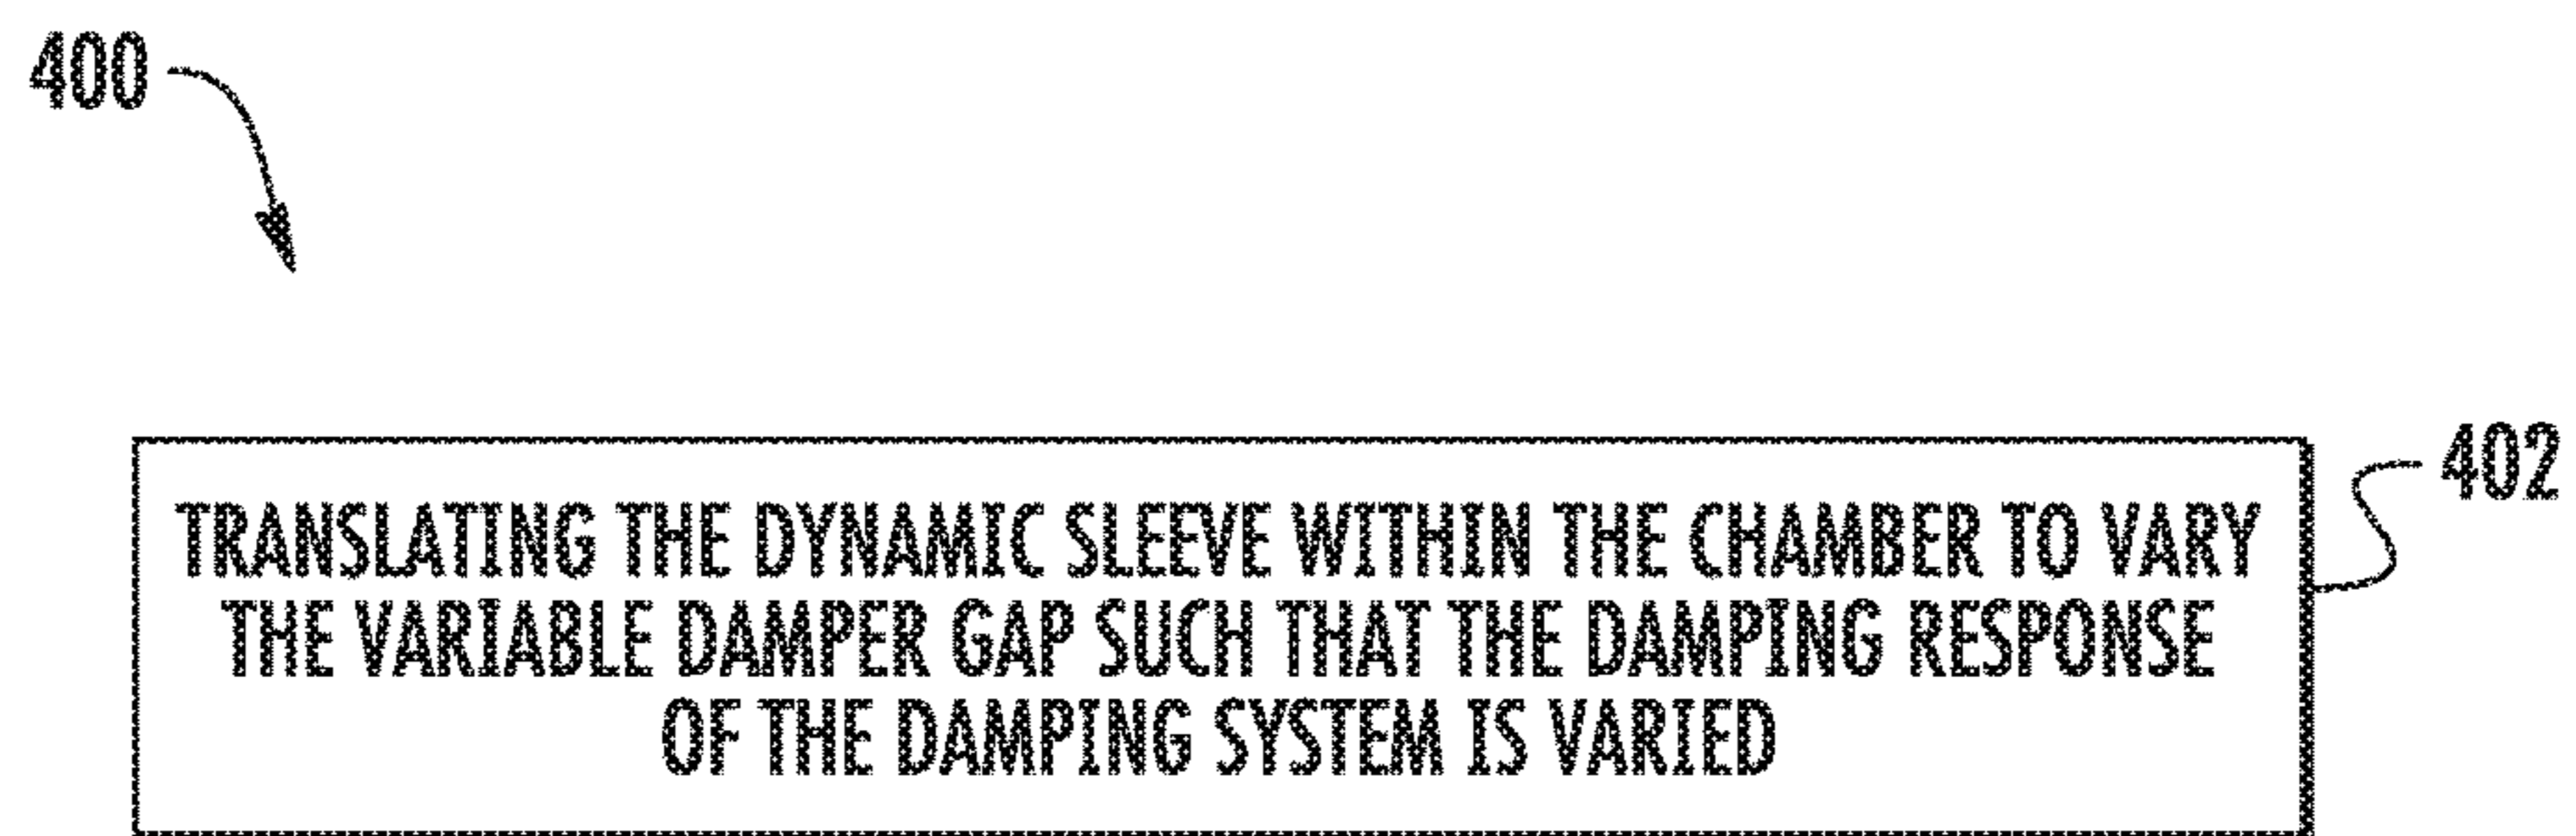 400
402
TRANSLATING THE DYNAMIC SLEEVE WITHIN THE CHAMBER TO VARY
THE VARIABLE DAMPER GAP SUCH THAT THE DAMPING RESPONSE
OF THE DAMPING SYSTEM IS VARIED